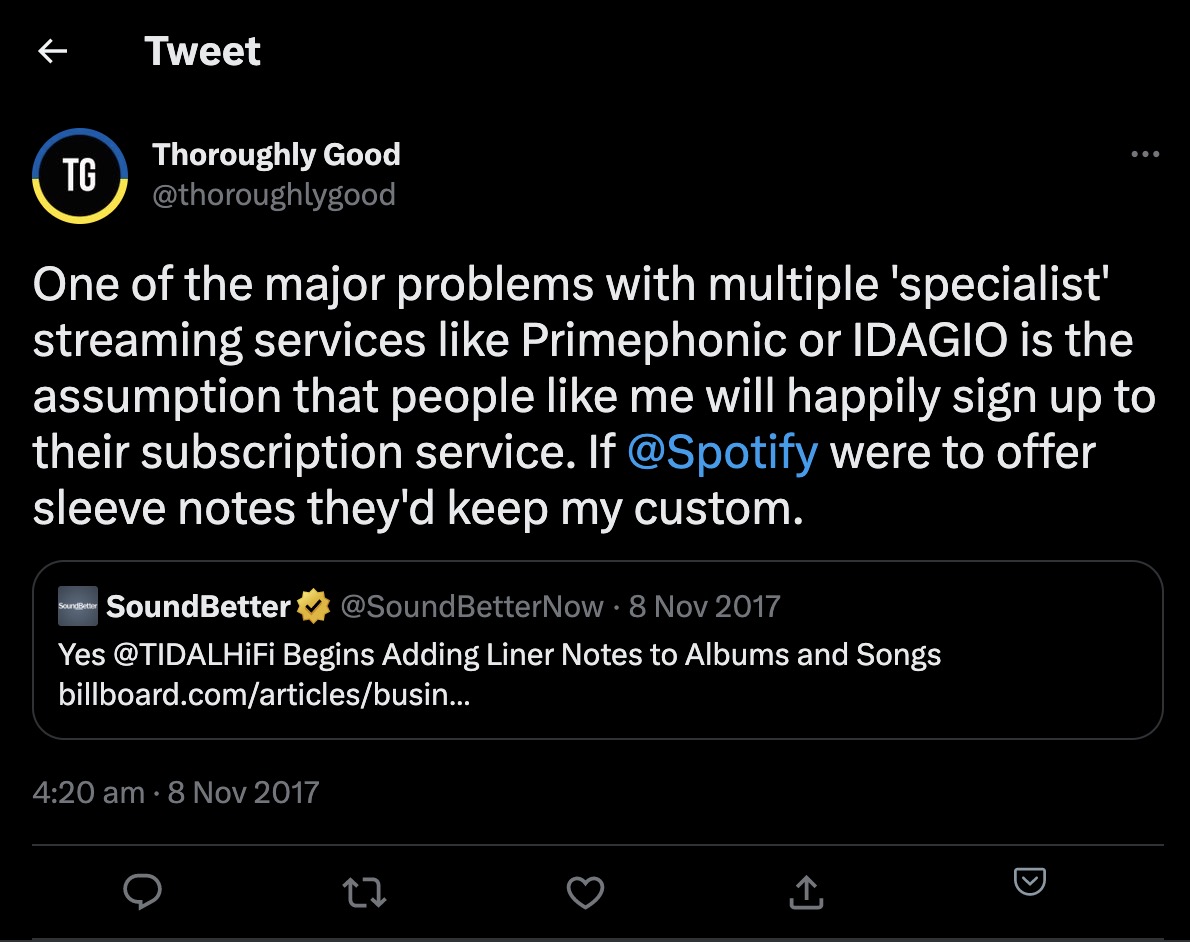 Tweet
TG
Thoroughly Good
@thoroughlygood
One of the major problems with multiple 'specialist'
streaming services like Primephonic or IDAGIO is the
assumption that people like me will happily sign up to
their subscription service. If @Spotify were to offer
sleeve notes they'd keep my custom.
SoundBetter
SoundBetter @SoundBetterNow · 8 Nov 2017
Yes @TIDALHiFi Begins Adding Liner Notes to Albums and Songs
billboard.com/articles/busin...
4:20 am · 8 Nov 2017